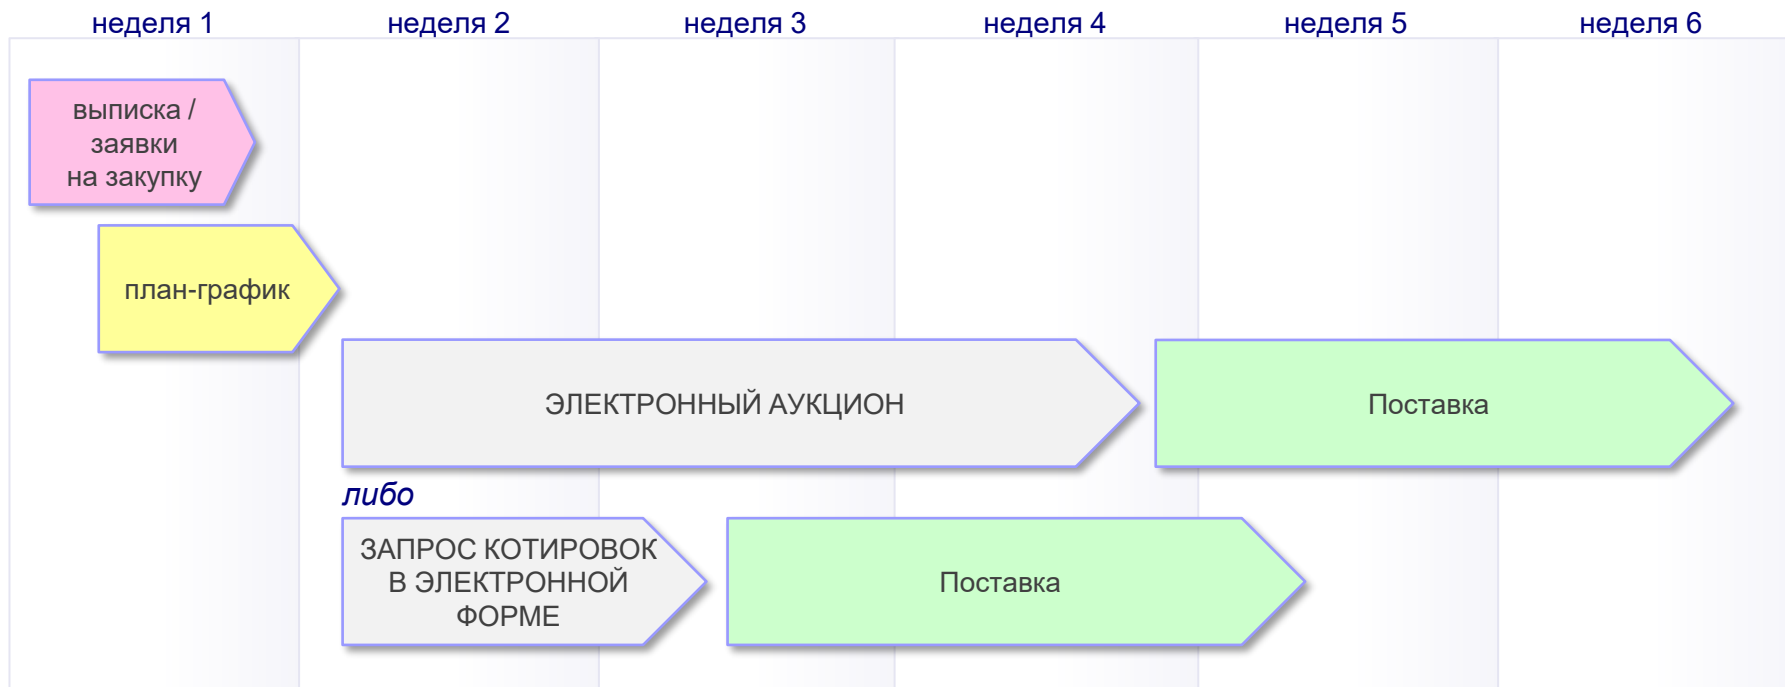 неделя 1
неделя 2
неделя 3
неделя 4
неделя 5
неделя 6
выписка /
заявки
на закупку
план-график
ЭЛЕКТРОННЫЙ АУКЦИОН
Поставка
либо
ЗАПРОС КОТИРОВОК
В ЭЛЕКТРОННОЙ
ФОРМЕ
Поставка